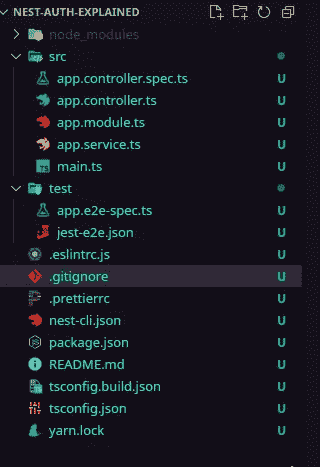 NEST-AUTH-EXPLAINED
node_modules
src
app.controller.spec.ts U
app.controller.ts U
app.module.ts U
app.service.ts U
TS main.ts U
test
app.e2e-spec.ts U
jest-e2e.json U
.eslintrc.js U
.gitignore U
.prettierrc U
nest-cli.json U
package.json U
README.md U
tsconfig.build.json U
tsconfig.json U
yarn.lock U